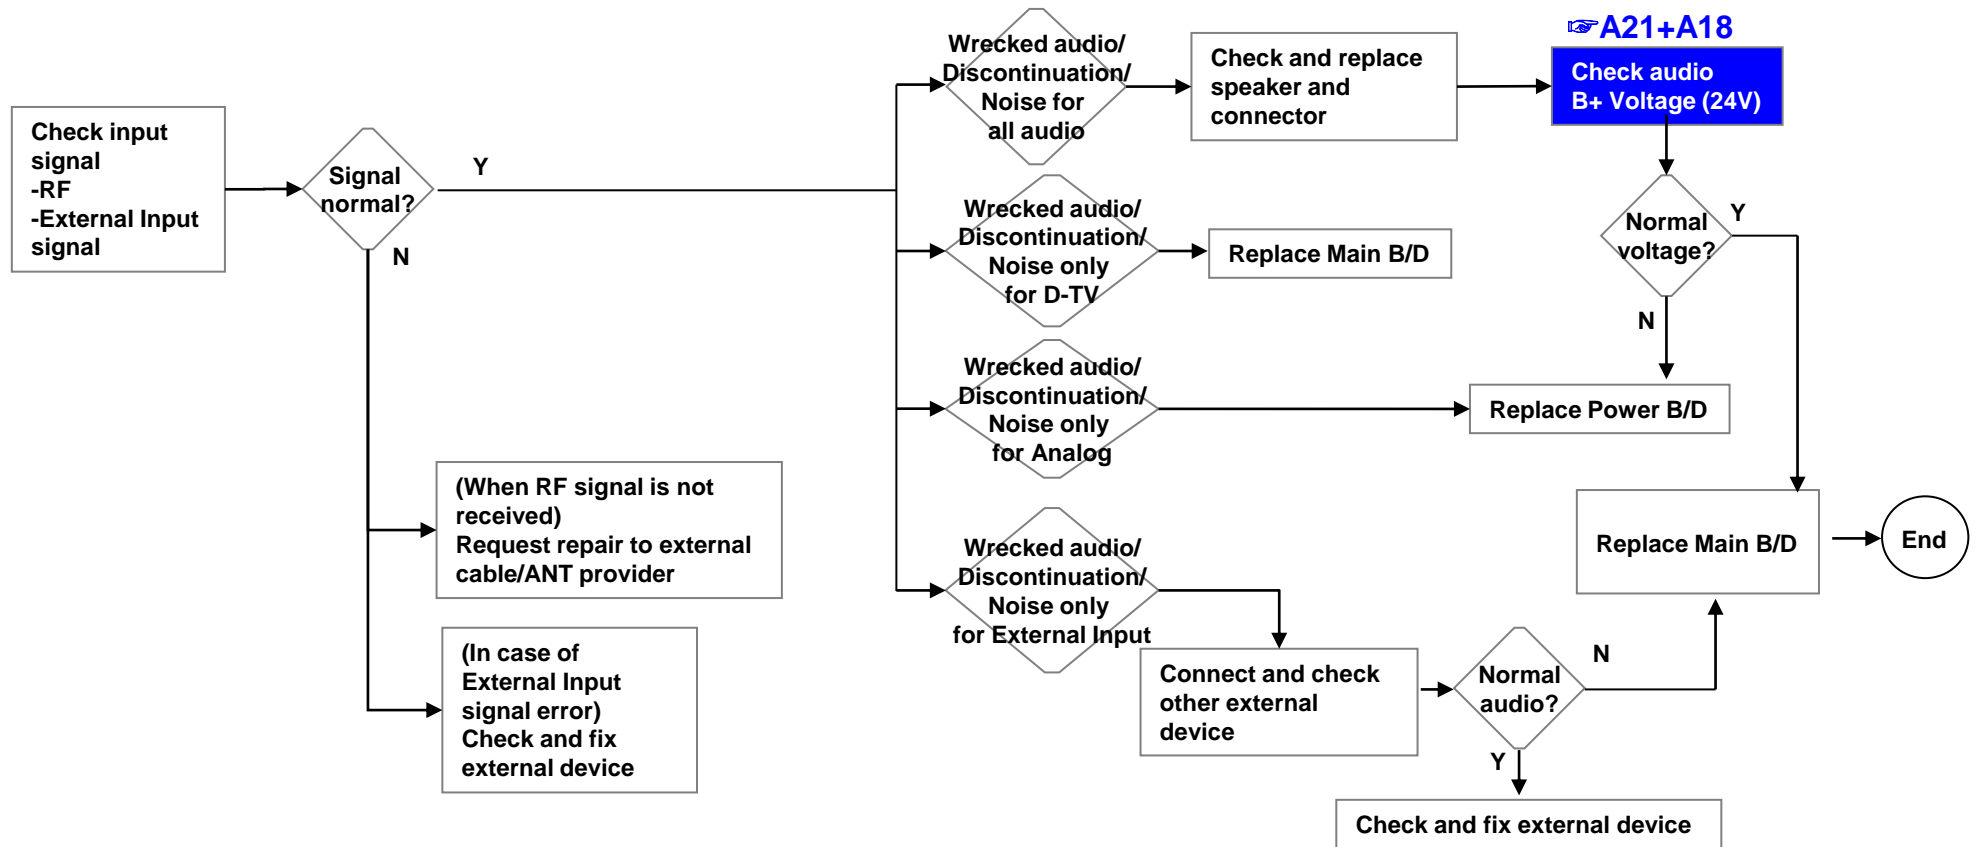 Check input
signal
-RF
-External Input
signal
Signal
normal?
Y
N
(When RF signal is not
received)
Request repair to external
cable/ANT provider
(In case of
External Input
signal error)
Check and fix
external device
Wrecked audio/
Discontinuation/
Noise for
all audio
Check and replace
speaker and
connector
☞A21+A18
Check audio
B+ Voltage (24V)
Normal
voltage?
Y
N
Wrecked audio/
Discontinuation/
Noise only
for D-TV
Replace Main B/D
Wrecked audio/
Discontinuation/
Noise only
for Analog
Replace Power B/D
Wrecked audio/
Discontinuation/
Noise only
for External Input
Connect and check
other external
device
Normal
audio?
N
Y
Replace Main B/D
End
Check and fix external device